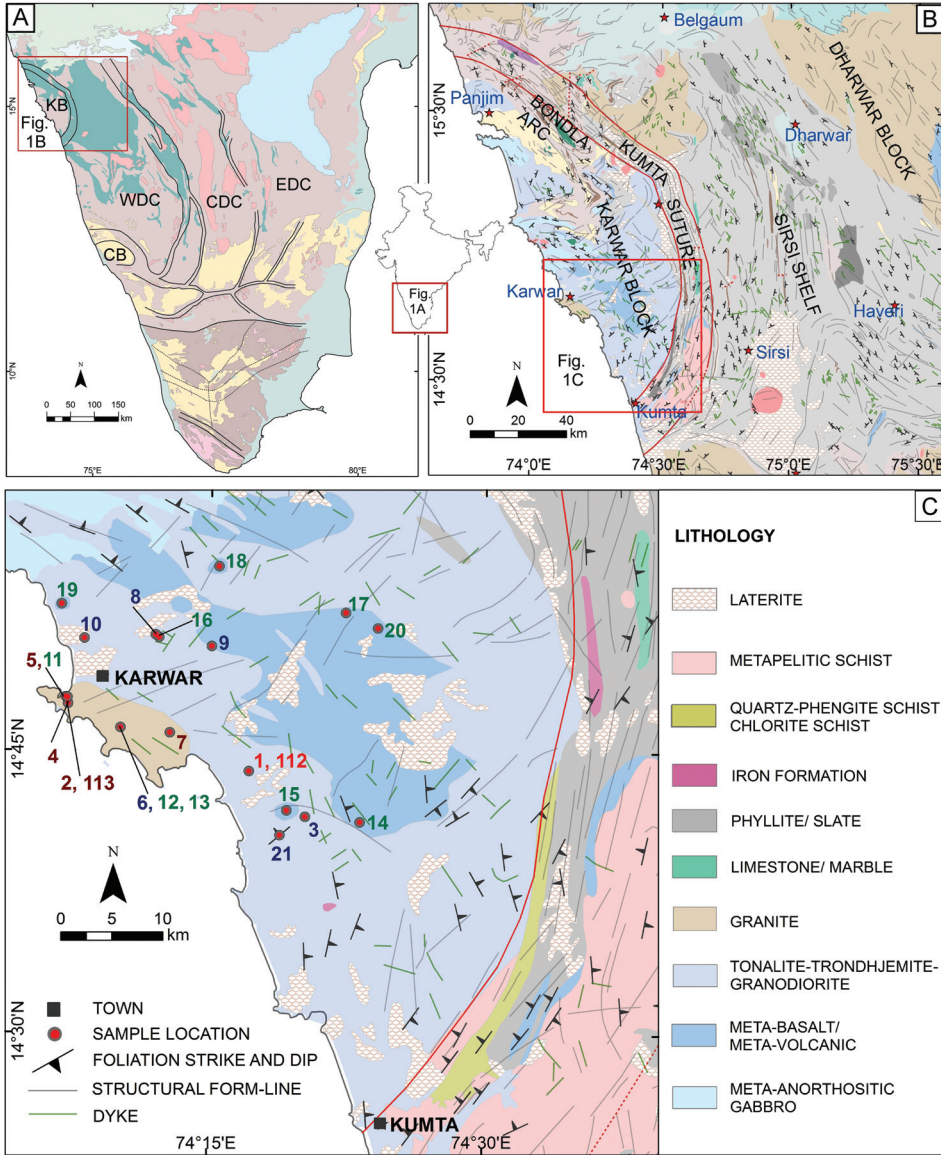 A
15°N
KB
Fig.
1B
WDC
CDC
EDC
CB
10°N
N
0 50 100 150
km
75°E
80°E
Fig.
1A
B
Belgaum
15°30'N
Panjim
BONDLA
ARC
KUMTA
SUTURE
Dharwar
DHARWAR BLOCK
SIRSI SHELF
KARWAR BLOCK
Karwar
Haveri
Sirsi
Fig.
1C
Kumta
14°30'N
N
0 20 40
km
74°0'E
74°30'E
75°0'E
75°30'E
C
18
19
8
16
17
10
20
9
5, 11
KARWAR
4
7
2, 113
1, 112
6, 12, 13
15
3
14
21
14°45'N
N
0 5 10
km
TOWN
SAMPLE LOCATION
14°30'N
FOLIATION STRIKE AND DIP
STRUCTURAL FORM-LINE
DYKE
KUMTA
74°15'E
74°30'E
LITHOLOGY
LATERITE
METAPELITIC SCHIST
QUARTZ-PHENGITE SCHIST
CHLORITE SCHIST
IRON FORMATION
PHYLLITE/ SLATE
LIMESTONE/ MARBLE
GRANITE
TONALITE-TRONDHJEMITE-
GRANODIORITE
META-BASALT/
META-VOLCANIC
META-ANORTHOSITIC
GABBRO